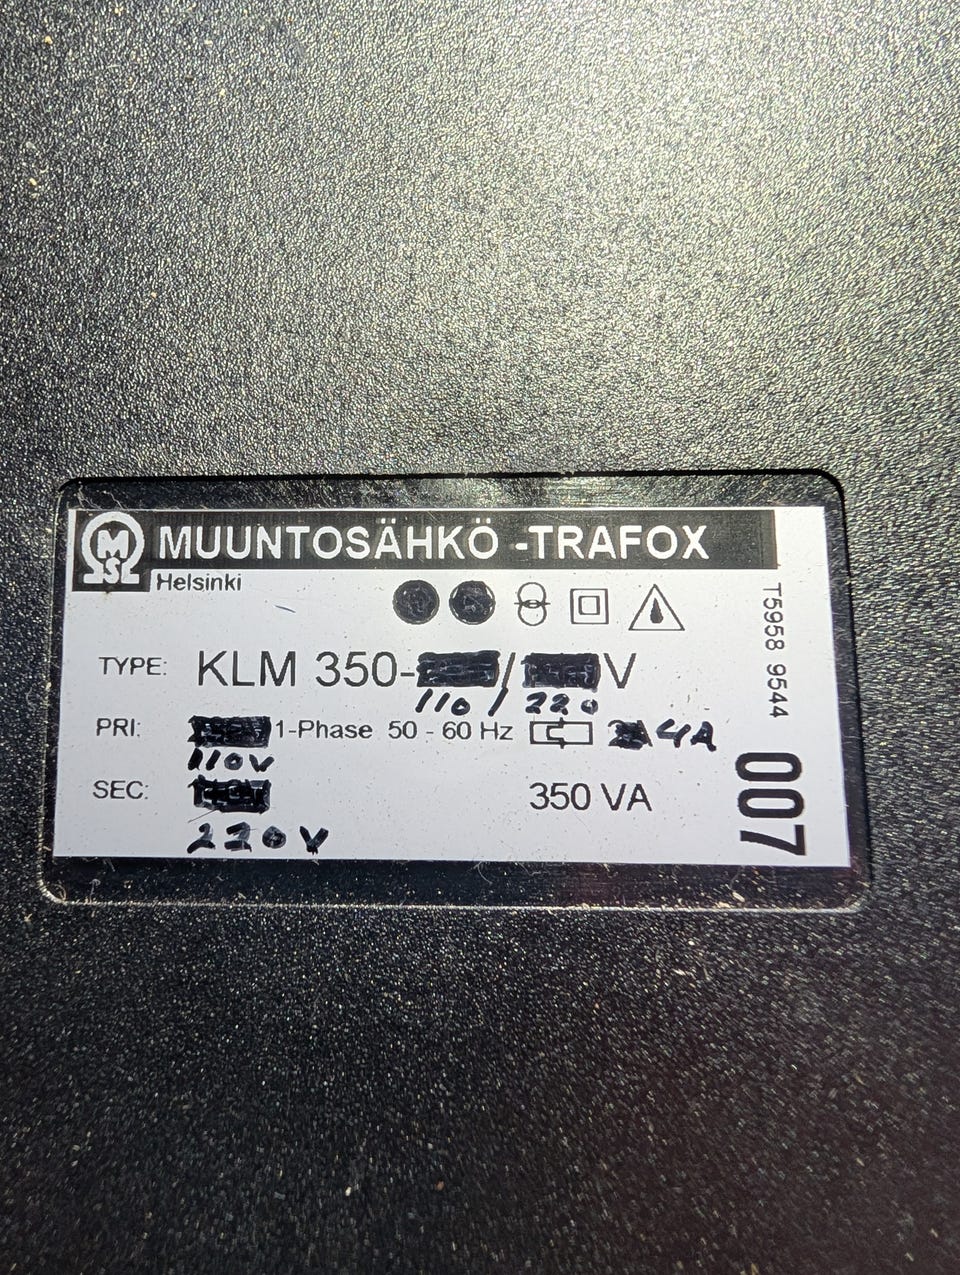 MSL
MUUNTOSÄHKÖ -TRAFOX
Helsinki
TYPE: KLM 350- / V
110 / 220
PRI: 1-Phase 50 - 60 Hz 4A
110V
SEC: 350 VA
220V
T5958 9544
007